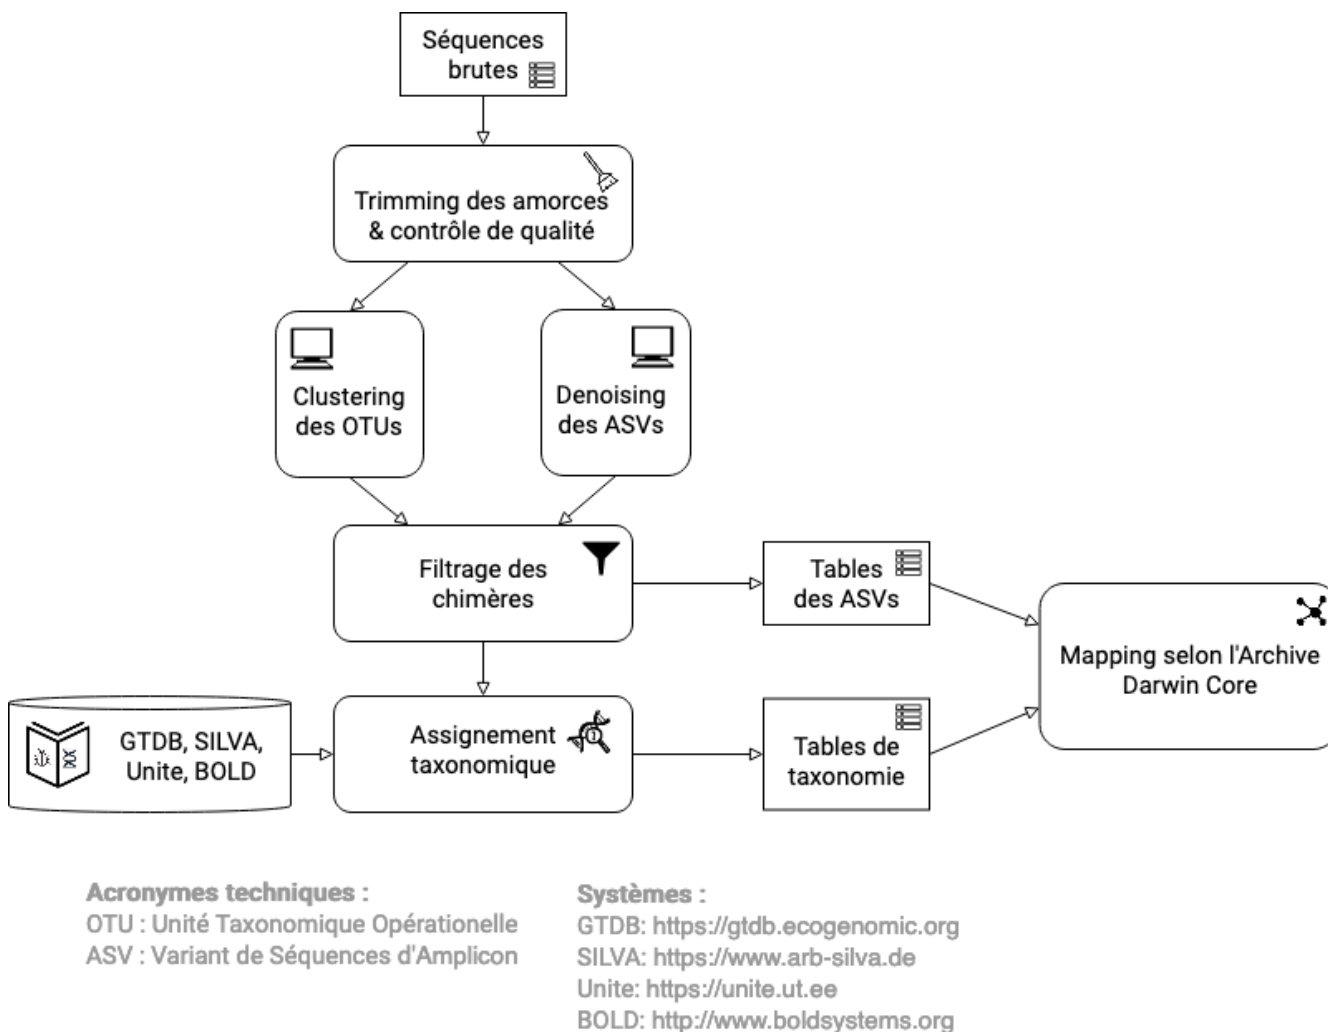 Séquences
brutes
Trimming des amorces
& contrôle de qualité
Clustering
des OTUs
Denoising
des ASVs
Filtrage des
chimères
Tables
des ASVs
Mapping selon l'Archive
Darwin Core
GTDB, SILVA,
Unite, BOLD
Assignement
taxonomique
Tables de
taxonomie
Acronymes techniques :
OTU : Unité Taxonomique Opérationelle
ASV : Variant de Séquences d'Amplicon
Systèmes :
GTDB: https://gtdb.ecogenomic.org
SILVA: https://www.arb-silva.de
Unite: https://unite.ut.ee
BOLD: http://www.boldsystems.org